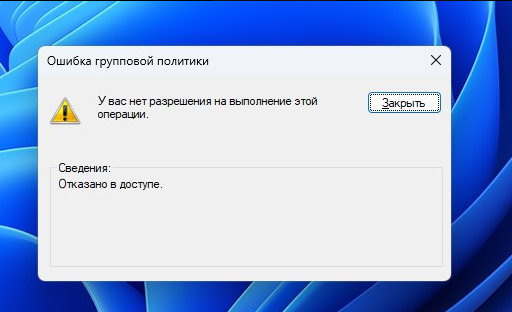 Ошибка групповой политики
У вас нет разрешения на выполнение этой
операции.
Закрыть
Сведения:
Отказано в доступе.